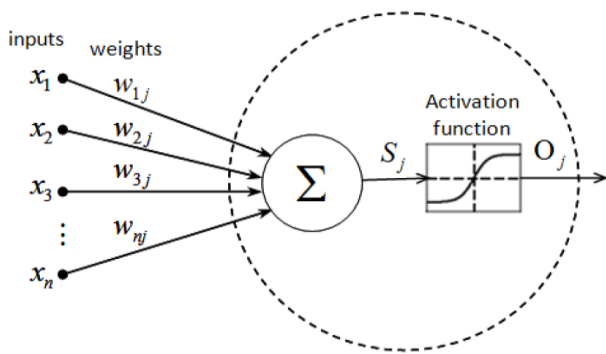 inputs
weights
x₁
w₁ⱼ
x₂
w₂ⱼ
x₃
w₃ⱼ
⋮
wₙⱼ
xₙ
Σ
Sⱼ
Activation
function
Oⱼ